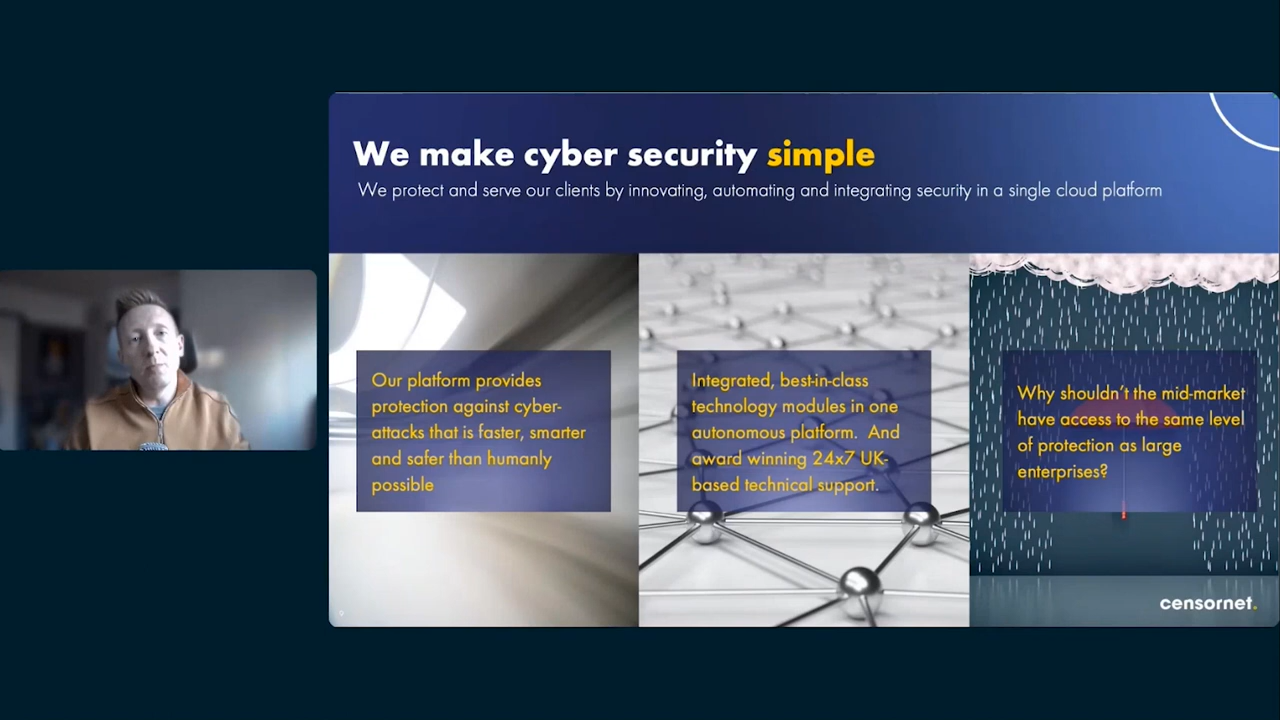 We make cyber security simple
We protect and serve our clients by innovating, automating and integrating security in a single cloud platform
Our platform provides
protection against cyber-
attacks that is faster, smarter
and safer than humanly
possible
Integrated, best-in-class
technology modules in one
autonomous platform. And
award winning 24x7 UK-
based technical support.
Why shouldn't the mid-market
have access to the same level
of protection as large
enterprises?
censornet.